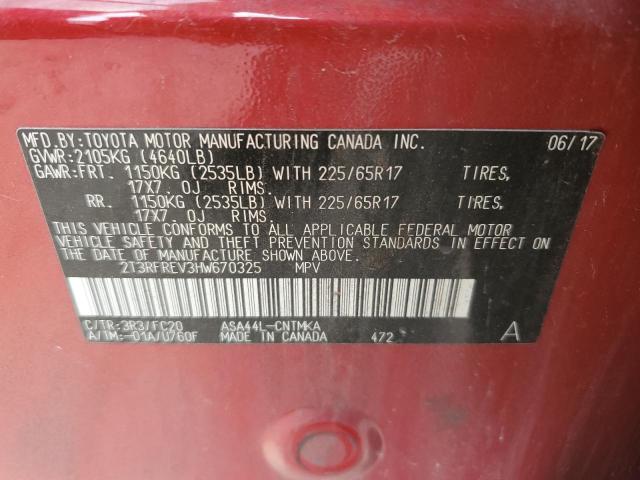 MFD.BY:TOYOTA MOTOR MANUFACTURING CANADA INC. 06/17
GVWR:2105KG (4640LB)
GAWR:FRT. 1150KG (2535LB) WITH 225/65R17 TIRES,
17X7.0J RIMS.
RR. 1150KG (2535LB) WITH 225/65R17 TIRES,
17X7.0J RIMS.
THIS VEHICLE CONFORMS TO ALL APPLICABLE FEDERAL MOTOR
VEHICLE SAFETY AND THEFT PREVENTION STANDARDS IN EFFECT ON
THE DATE OF MANUFACTURE SHOWN ABOVE.
2T3RFREV3HW670325 MPV
C/TR:3R3/FC20 ASA44L-CNTMKA
A/TM:-01A/U760F MADE IN CANADA 472 A